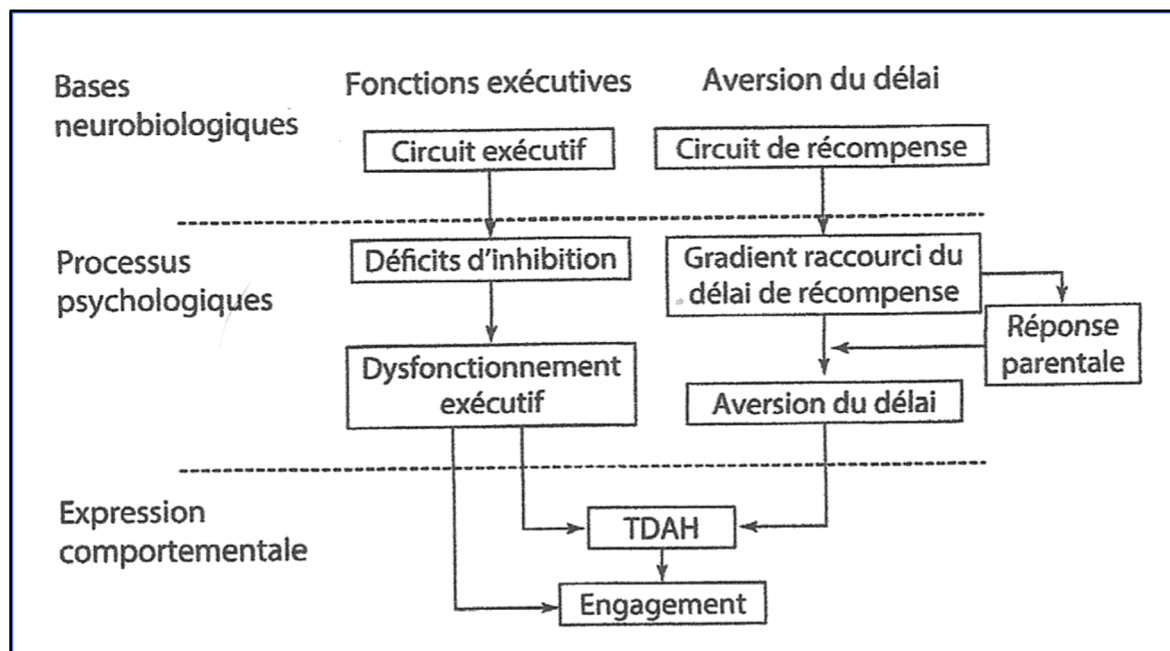 Bases
neurobiologiques
Fonctions exécutives
Aversion du délai
Circuit exécutif
Circuit de récompense
Processus
psychologiques
Déficits d'inhibition
Gradient raccourci du
délai de récompense
Réponse
parentale
Dysfonctionnement
exécutif
Aversion du délai
Expression
comportementale
TDAH
Engagement